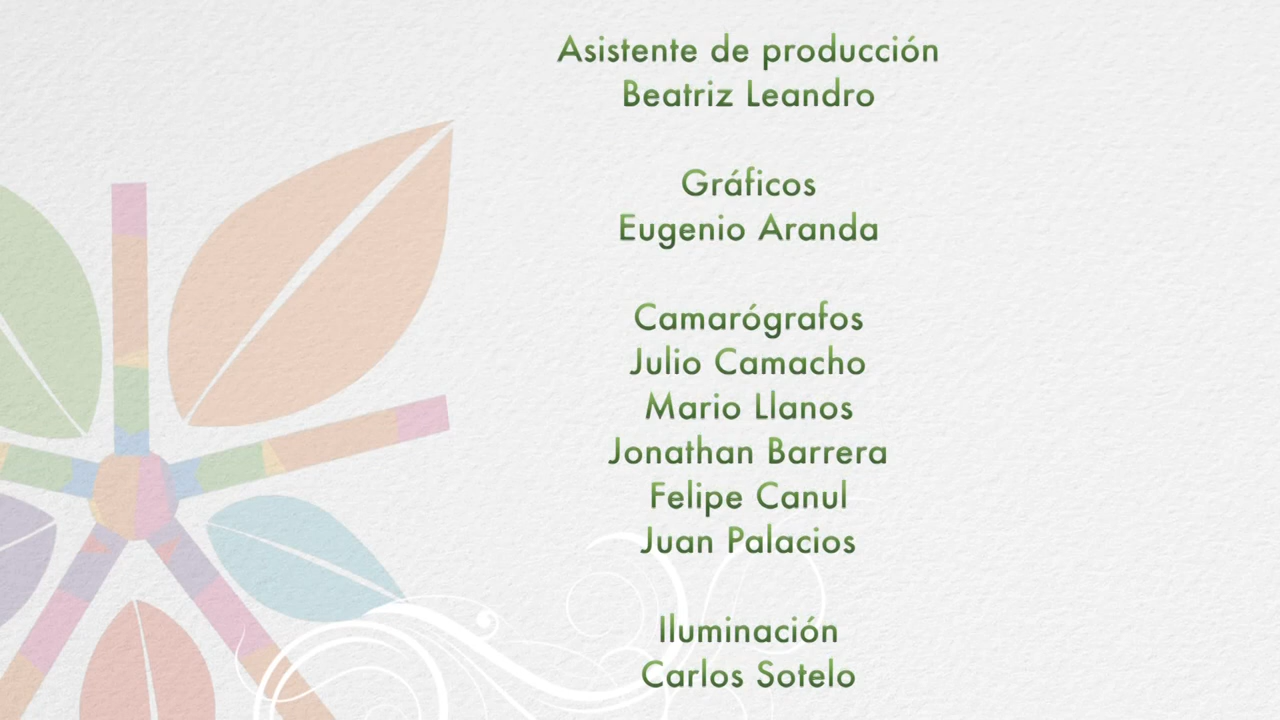 Asistente de producción
Beatriz Leandro
Gráficos
Eugenio Aranda
Camarógrafos
Julio Camacho
Mario Llanos
Jonathan Barrera
Felipe Canul
Juan Palacios
Iluminación
Carlos Sotelo